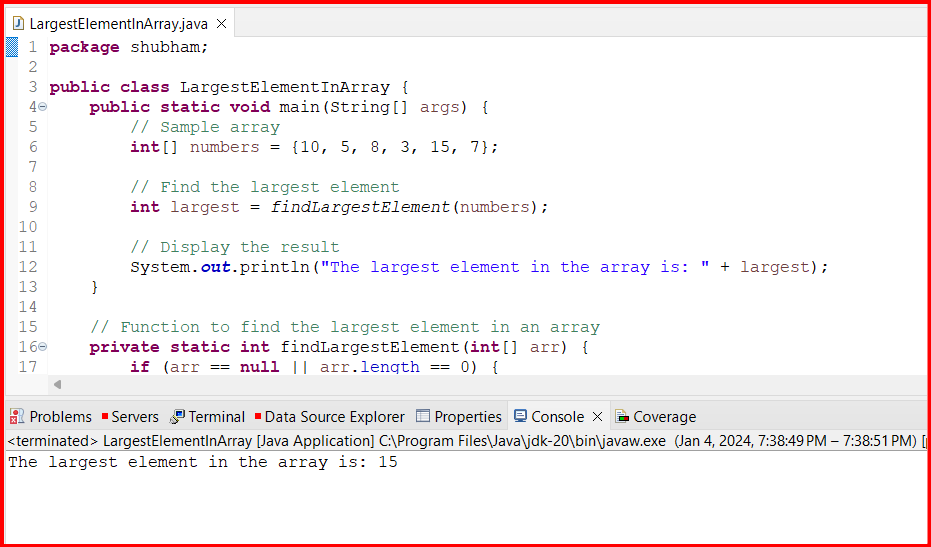 LargestElementInArray.java
1 package shubham;
2
3 public class LargestElementInArray {
4 public static void main(String[] args) {
5 // Sample array
6 int[] numbers = {10, 5, 8, 3, 15, 7};
7
8 // Find the largest element
9 int largest = findLargestElement(numbers);
10
11 // Display the result
12 System.out.println("The largest element in the array is: " + largest);
13 }
14
15 // Function to find the largest element in an array
16 private static int findLargestElement(int[] arr) {
17 if (arr == null || arr.length == 0) {
Problems Servers Terminal Data Source Explorer Properties Console Coverage
<terminated> LargestElementInArray [Java Application] C:\Program Files\Java\jdk-20\bin\javaw.exe (Jan 4, 2024, 7:38:49 PM – 7:38:51 PM) [
The largest element in the array is: 15